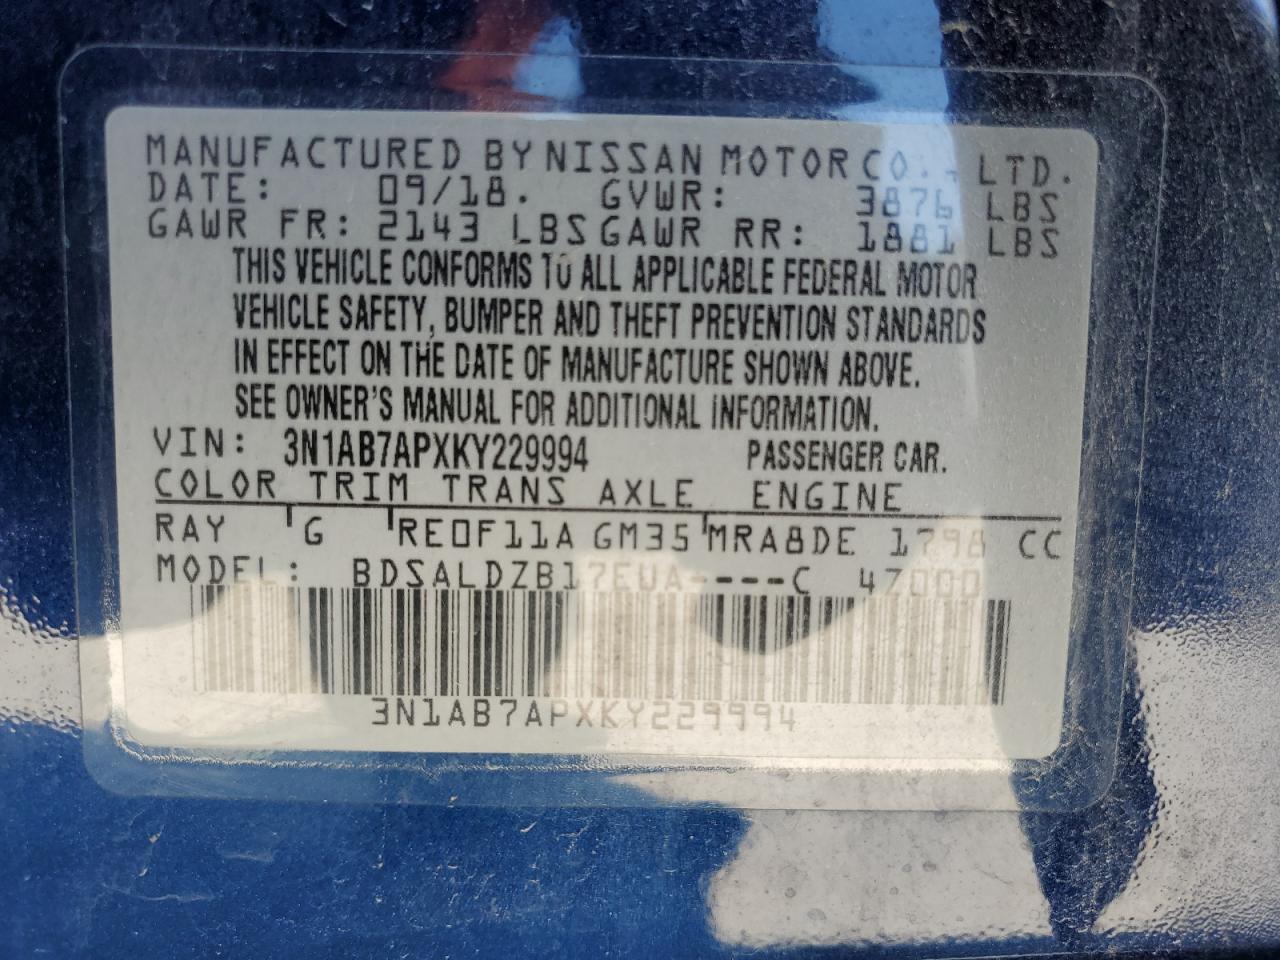 MANUFACTURED BY NISSAN MOTOR CO., LTD.
DATE: 09/18. GVWR: 3876 LBS
GAWR FR: 2143 LBS GAWR RR: 1881 LBS
THIS VEHICLE CONFORMS TO ALL APPLICABLE FEDERAL MOTOR
VEHICLE SAFETY, BUMPER AND THEFT PREVENTION STANDARDS
IN EFFECT ON THE DATE OF MANUFACTURE SHOWN ABOVE.
SEE OWNER'S MANUAL FOR ADDITIONAL INFORMATION.
VIN: 3N1AB7APXKY229994 PASSENGER CAR.
COLOR TRIM TRANS AXLE ENGINE
RAY G RE0F11A GM35 MRA8DE 1798 CC
MODEL: BDSALDZB17EUA----C 47000
3N1AB7APXKY229994